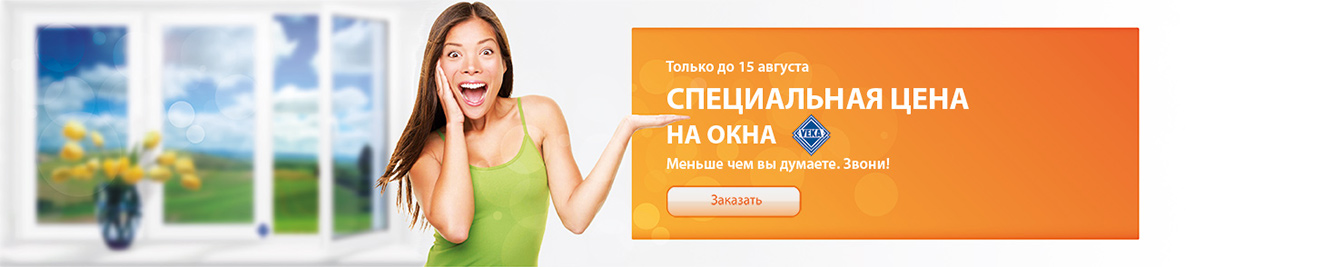 Только до 15 августа
СПЕЦИАЛЬНАЯ ЦЕНА
НА ОКНА VEKA
Меньше чем вы думаете. Звони!
Заказать